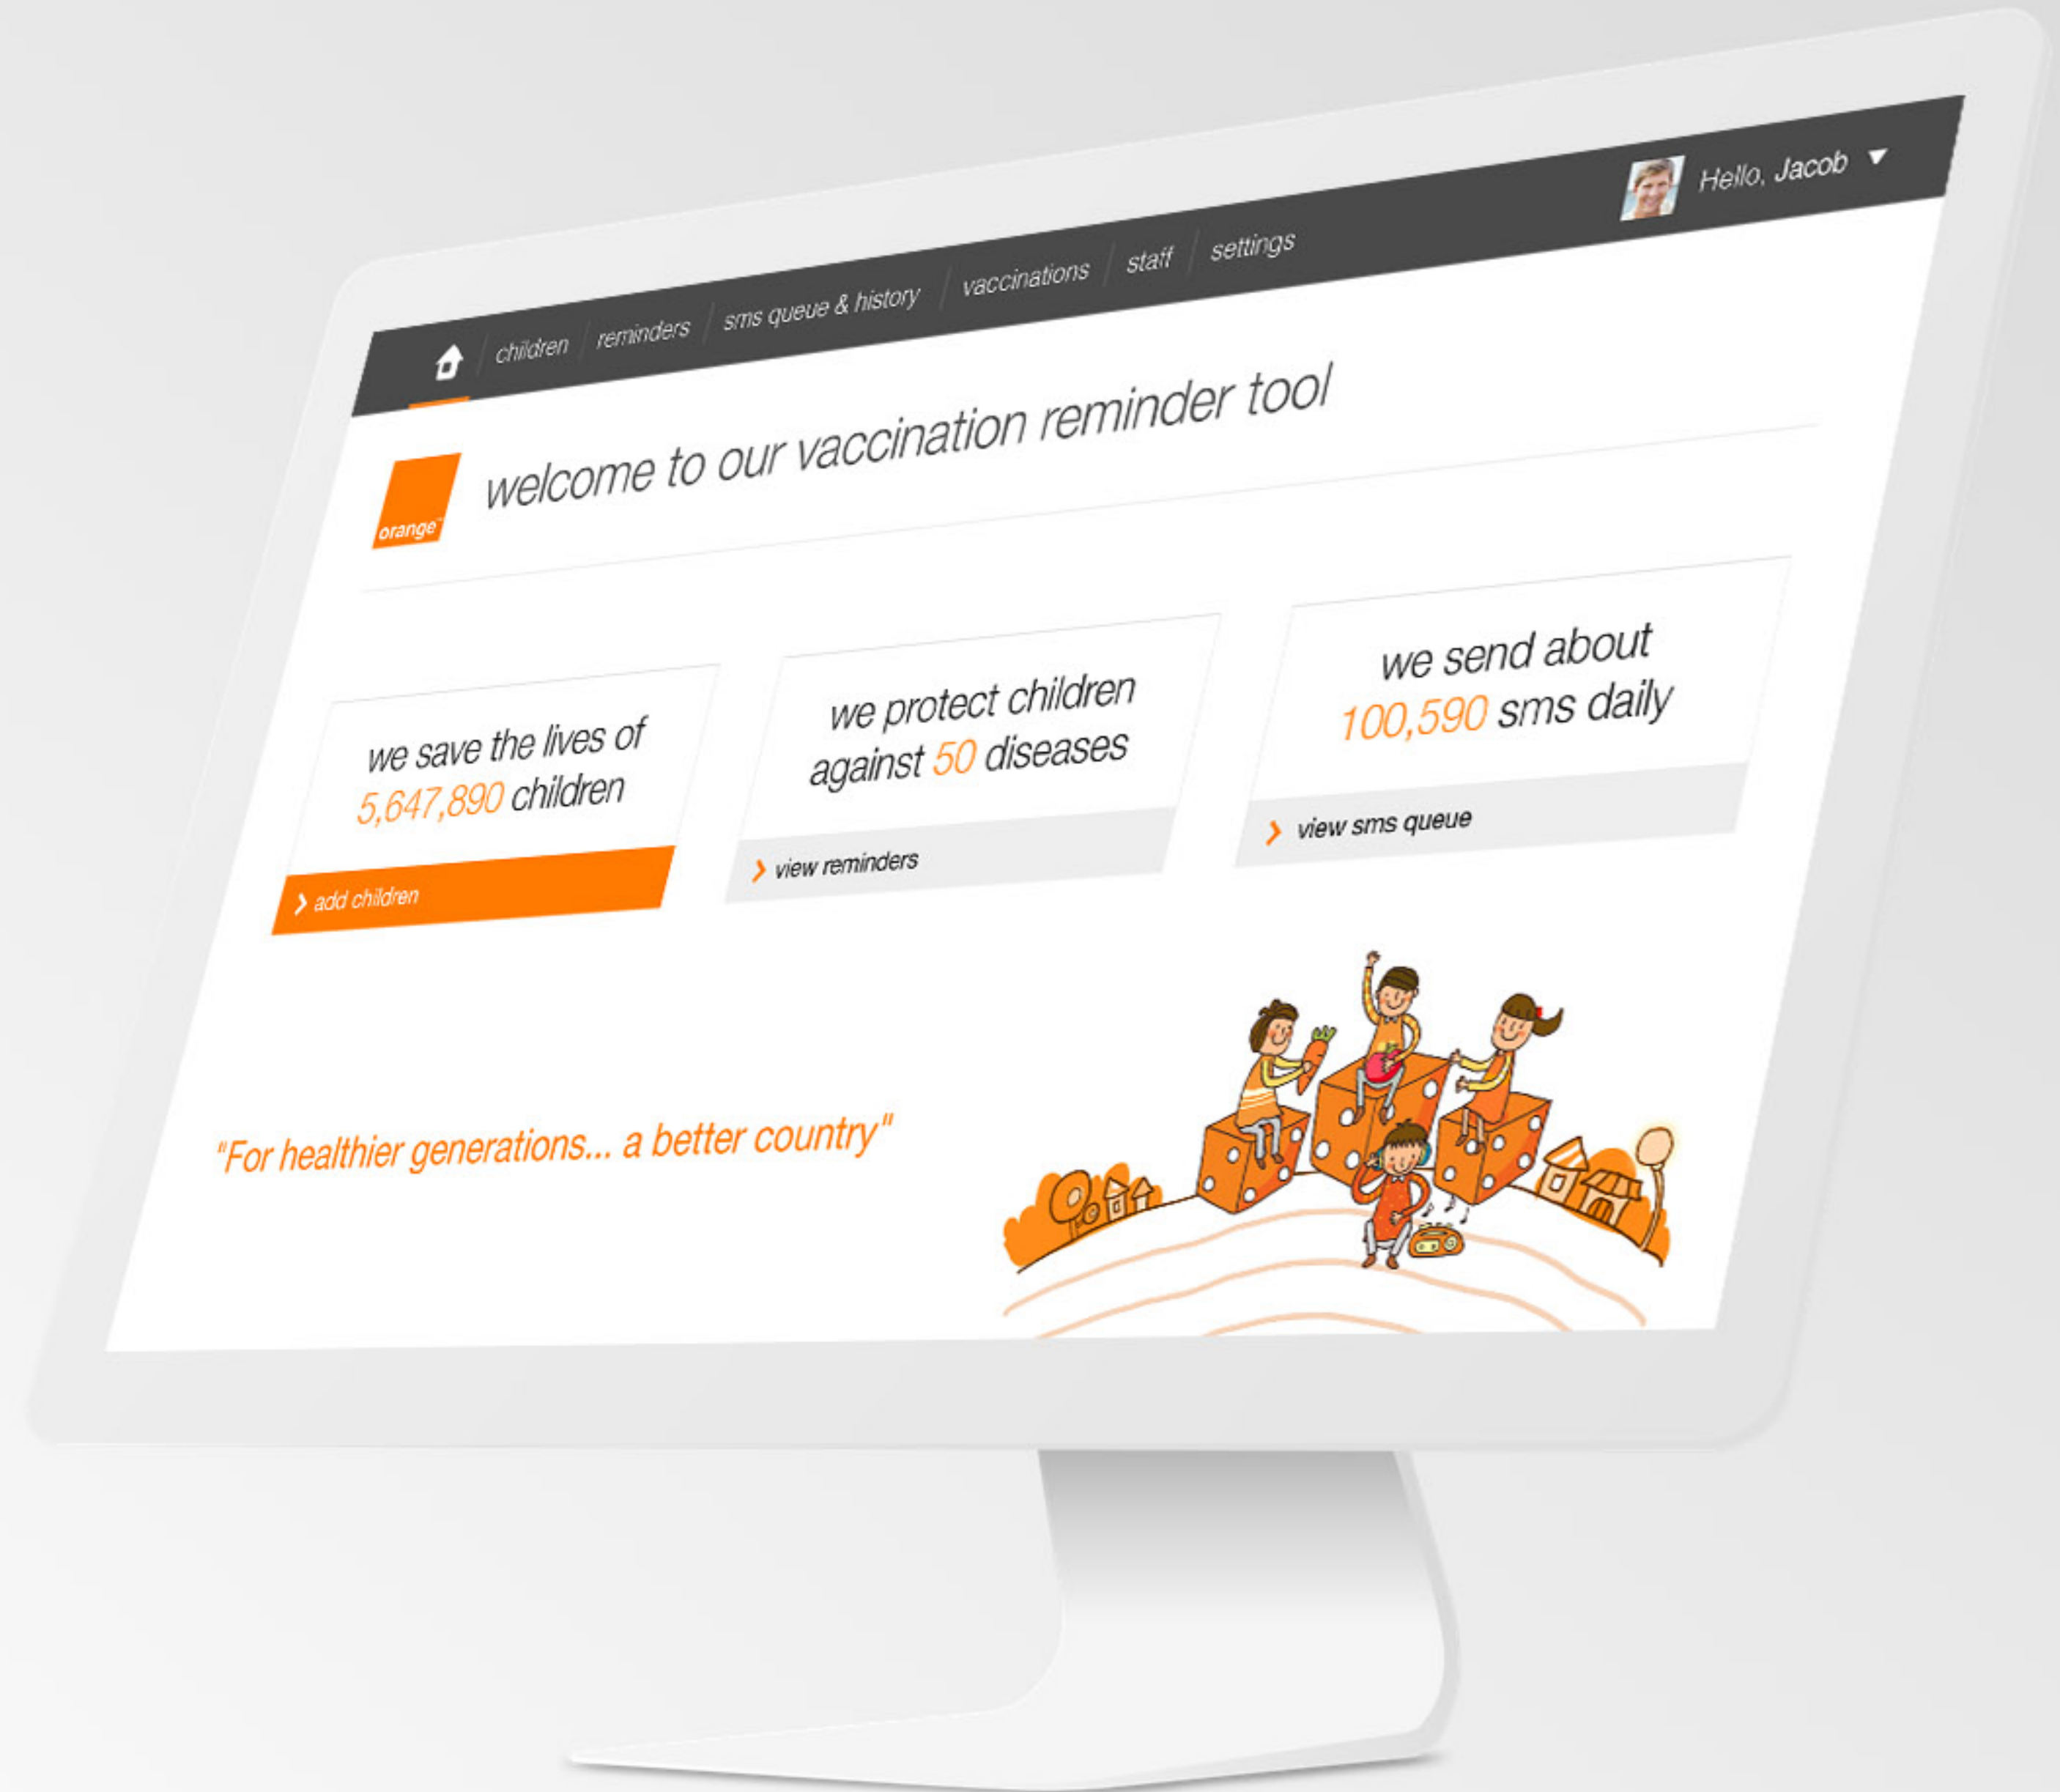 children
reminders
sms queue & history
vaccinations
staff
settings
Hello, Jacob
orange™
welcome to our vaccination reminder tool
we save the lives of
5,647,890 children
add children
we protect children
against 50 diseases
view reminders
we send about
100,590 sms daily
view sms queue
"For healthier generations... a better country"